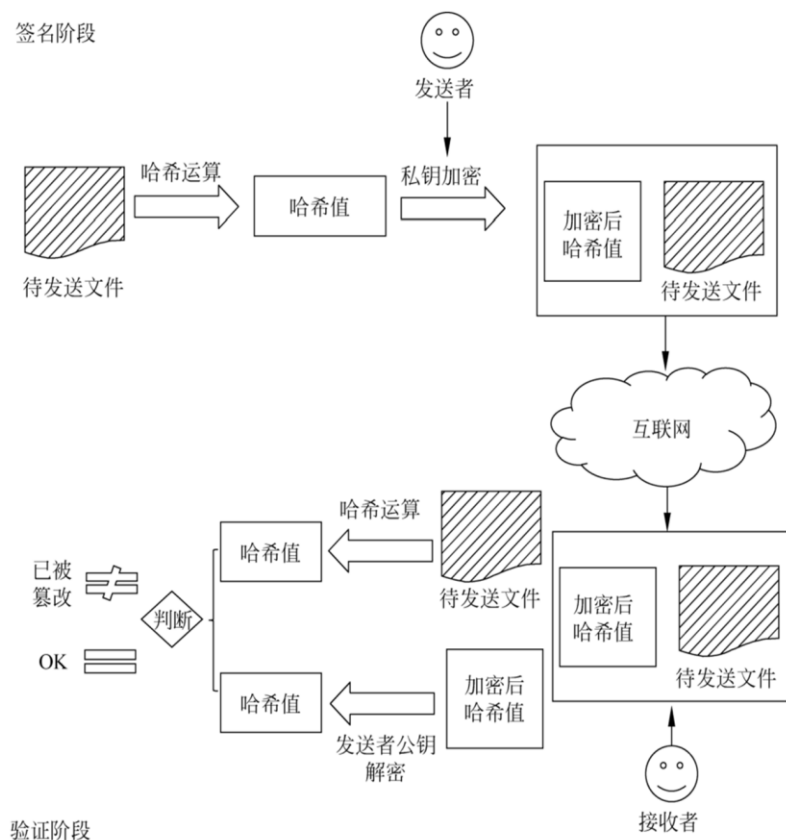 签名阶段
发送者
哈希运算
私钥加密
哈希值
加密后
哈希值
待发送文件
待发送文件
互联网
哈希运算
哈希值
待发送文件
已被
篡改
判断
OK
加密后
哈希值
待发送文件
哈希值
加密后
哈希值
发送者公钥
解密
接收者
验证阶段